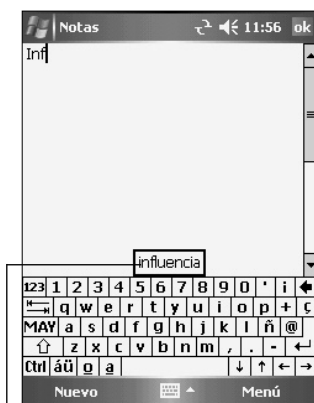 Notas 11:56 ok
Inf
influencia
123 1 2 3 4 5 6 7 8 9 0 ' i
q w e r t y u i o p + ç
MAY a s d f g h j k l ñ @
z x c v b n m , . -
Ctrl áü o a ↓ ↑ ← →
Nuevo Menú